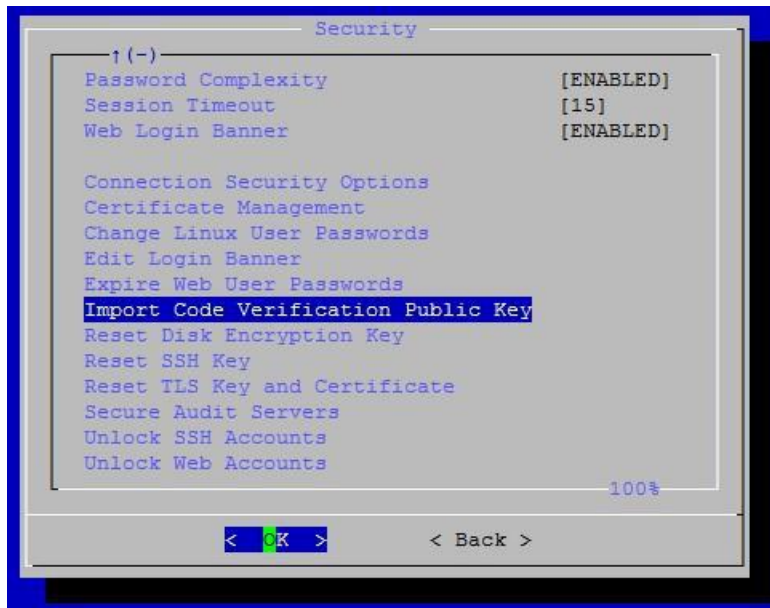 Security
↑(-)
Password Complexity [ENABLED]
Session Timeout [15]
Web Login Banner [ENABLED]
Connection Security Options
Certificate Management
Change Linux User Passwords
Edit Login Banner
Expire Web User Passwords
Import Code Verification Public Key
Reset Disk Encryption Key
Reset SSH Key
Reset TLS Key and Certificate
Secure Audit Servers
Unlock SSH Accounts
Unlock Web Accounts
100%
< OK > < Back >